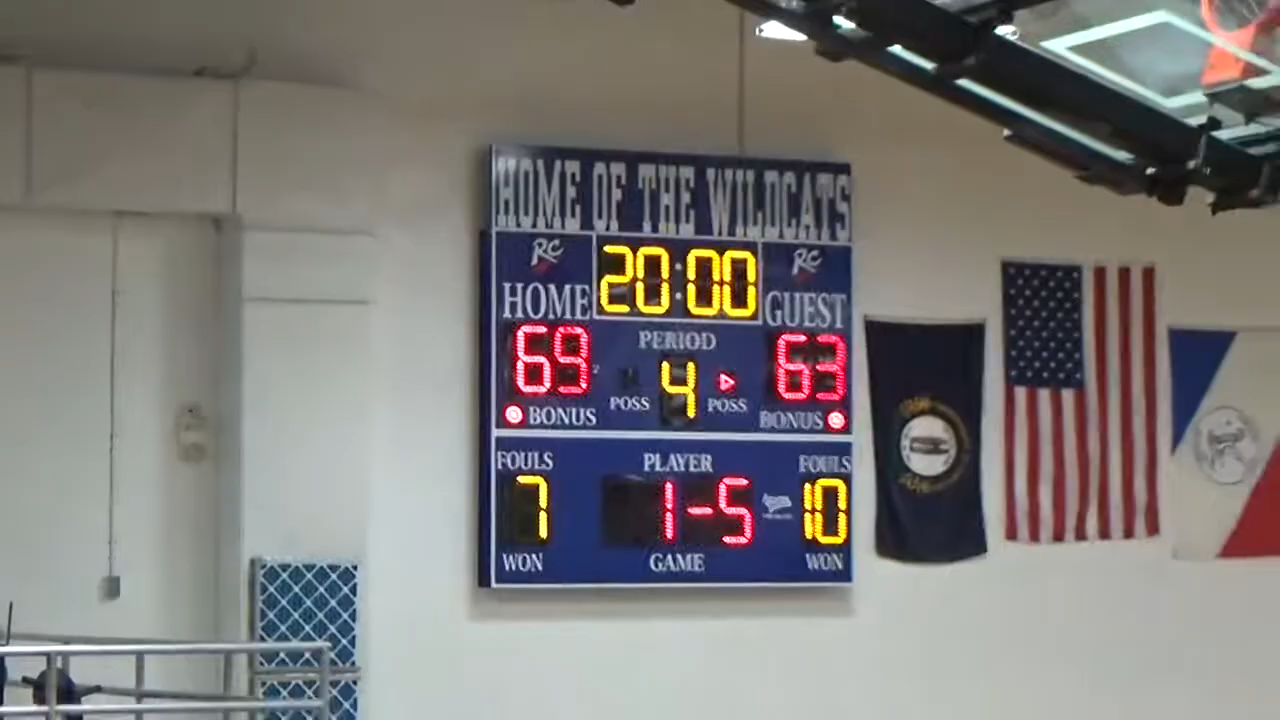 HOME OF THE WILDCATS
RC 20:00 RC
HOME GUEST
69 PERIOD 63
4
POSS POSS
BONUS BONUS
FOULS PLAYER FOULS
7 1-5 10
WON GAME WON